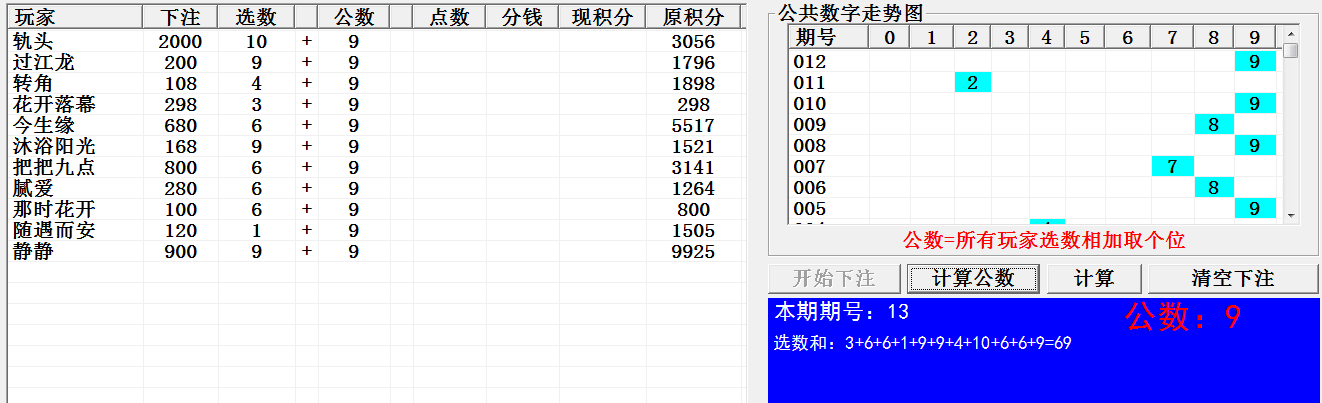 玩家 下注 选数 公数 点数 分钱 现积分 原积分
轨头 2000 10 + 9 3056
过江龙 200 9 + 9 1796
转角 108 4 + 9 1898
花开落幕 298 3 + 9 298
今生缘 680 6 + 9 5517
沐浴阳光 168 9 + 9 1521
把把九点 800 6 + 9 3141
腻爱 280 6 + 9 1264
那时花开 100 6 + 9 800
随遇而安 120 1 + 9 1505
静静 900 9 + 9 9925
公共数字走势图
期号 0 1 2 3 4 5 6 7 8 9
012 9
011 2
010 9
009 8
008 9
007 7
006 8
005 9
公数=所有玩家选数相加取个位
开始下注 计算公数 计算 清空下注
本期期号：13 公数：9
选数和：3+6+6+1+9+9+4+10+6+6+9=69